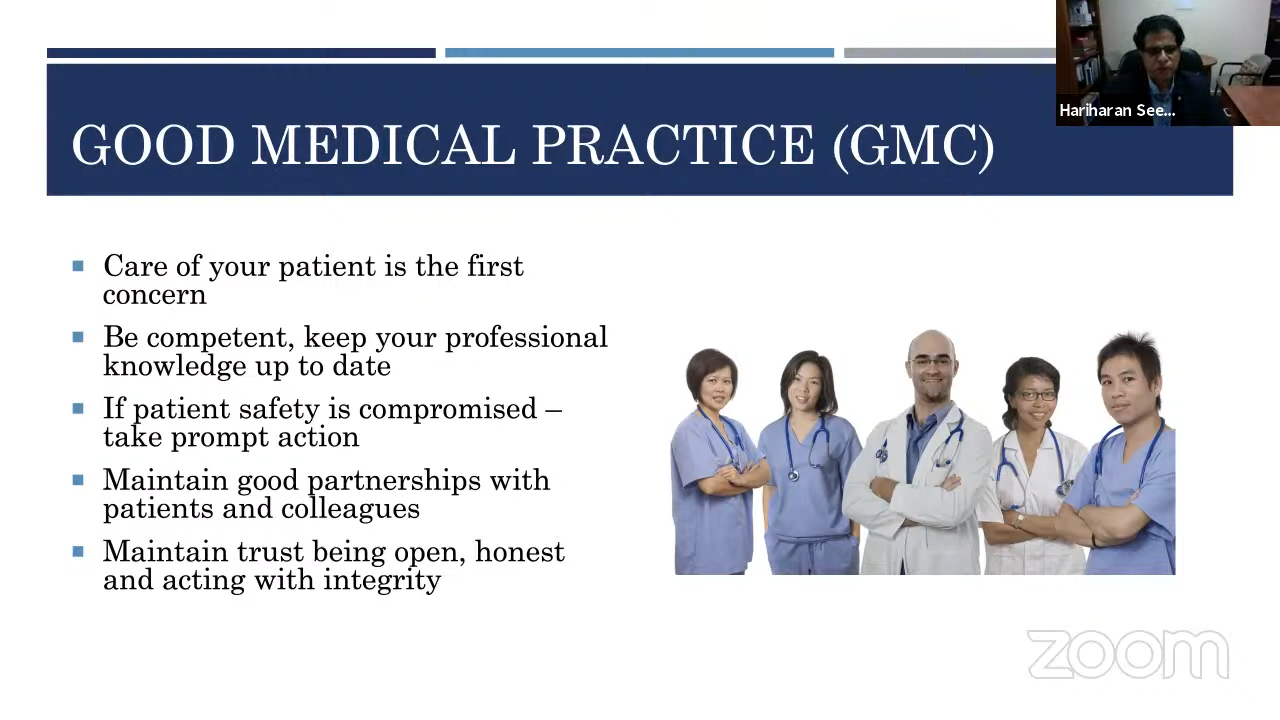 GOOD MEDICAL PRACTICE (GMC)
Hariharan See...
Care of your patient is the first
concern
Be competent, keep your professional
knowledge up to date
If patient safety is compromised –
take prompt action
Maintain good partnerships with
patients and colleagues
Maintain trust being open, honest
and acting with integrity
zoom